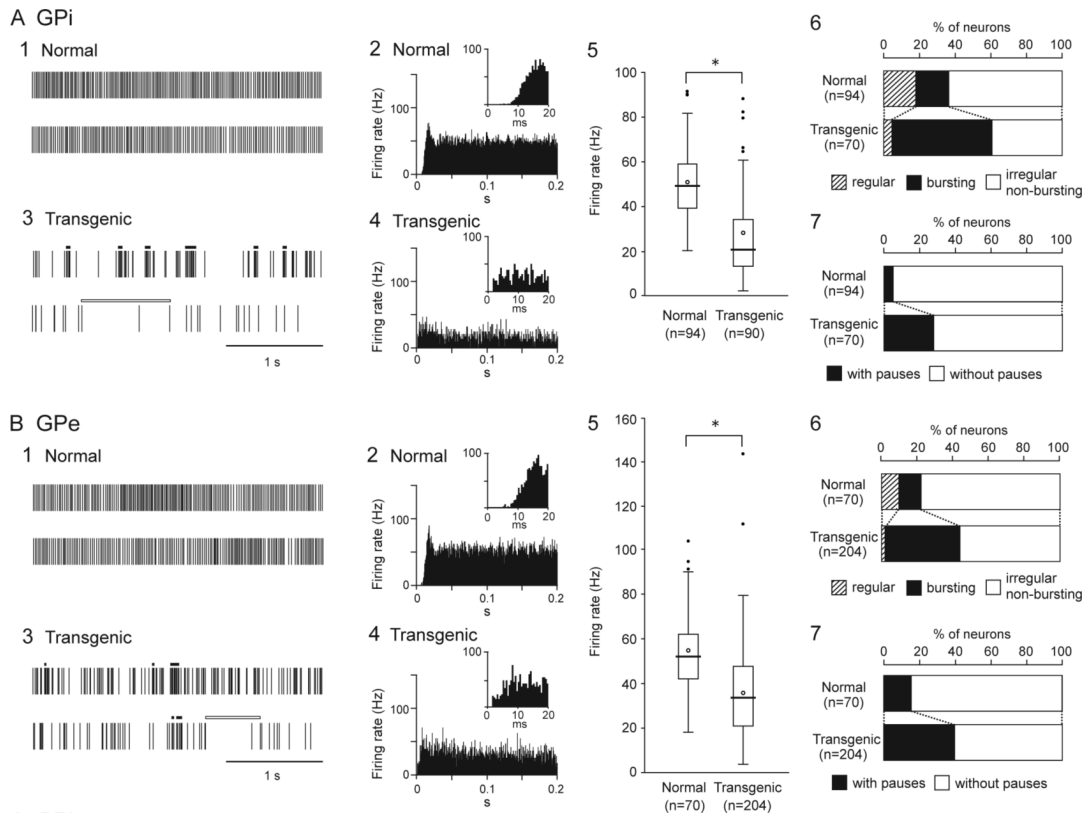 A GPi
1 Normal
3 Transgenic
1 s
2 Normal
Firing rate (Hz)
100
0
0 0.1 0.2
s
100
0
0 10 20
ms
4 Transgenic
Firing rate (Hz)
100
0
0 0.1 0.2
s
100
0
0 10 20
ms
5
Firing rate (Hz)
100
80
60
40
20
0
*
Normal Transgenic
(n=94) (n=90)
6
% of neurons
0 20 40 60 80 100
Normal
(n=94)
Transgenic
(n=70)
regular bursting irregular
non-bursting
7
Normal
(n=94)
Transgenic
(n=70)
with pauses without pauses
B GPe
1 Normal
3 Transgenic
1 s
2 Normal
Firing rate (Hz)
100
0
0 0.1 0.2
s
100
0
0 10 20
ms
4 Transgenic
Firing rate (Hz)
100
0
0 0.1 0.2
s
100
0
0 10 20
ms
5
Firing rate (Hz)
160
140
120
100
80
60
40
20
0
*
Normal Transgenic
(n=70) (n=204)
6
% of neurons
0 20 40 60 80 100
Normal
(n=70)
Transgenic
(n=204)
regular bursting irregular
non-bursting
7
% of neurons
0 20 40 60 80 100
Normal
(n=70)
Transgenic
(n=204)
with pauses without pauses